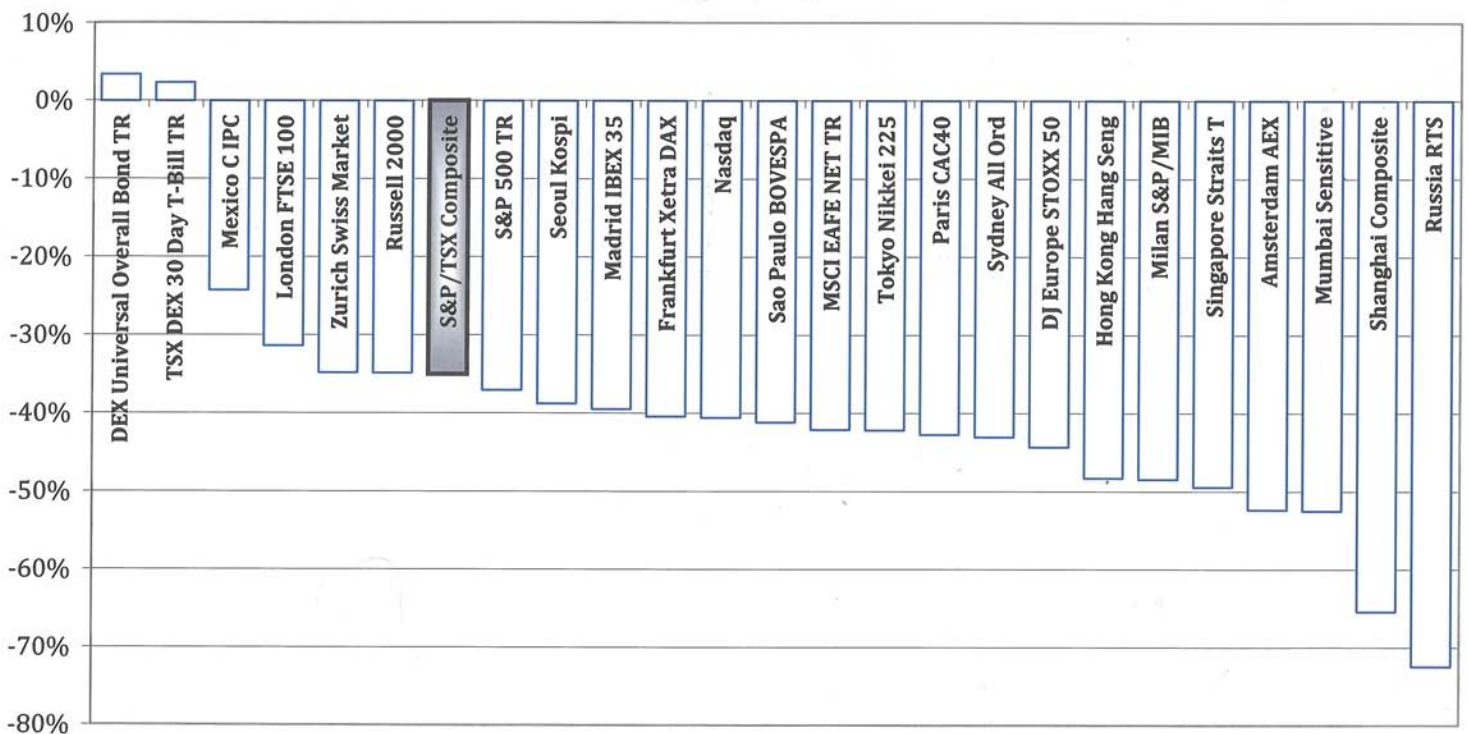 10%
0%
-10%
-20%
-30%
-40%
-50%
-60%
-70%
-80%
DEX Universal Overall Bond TR
TSX DEX 30 Day T-Bill TR
Mexico C IPC
London FTSE 100
Zurich Swiss Market
Russell 2000
S&P/TSX Composite
S&P 500 TR
Seoul Kospi
Madrid IBEX 35
Frankfurt Xetra DAX
Nasdaq
Sao Paulo BOVESPA
MSCI EAFE NET TR
Tokyo Nikkei 225
Paris CAC40
Sydney All Ord
DJ Europe STOXX 50
Hong Kong Hang Seng
Milan S&P/MIB
Singapore Straits T
Amsterdam AEX
Mumbai Sensitive
Shanghai Composite
Russia RTS